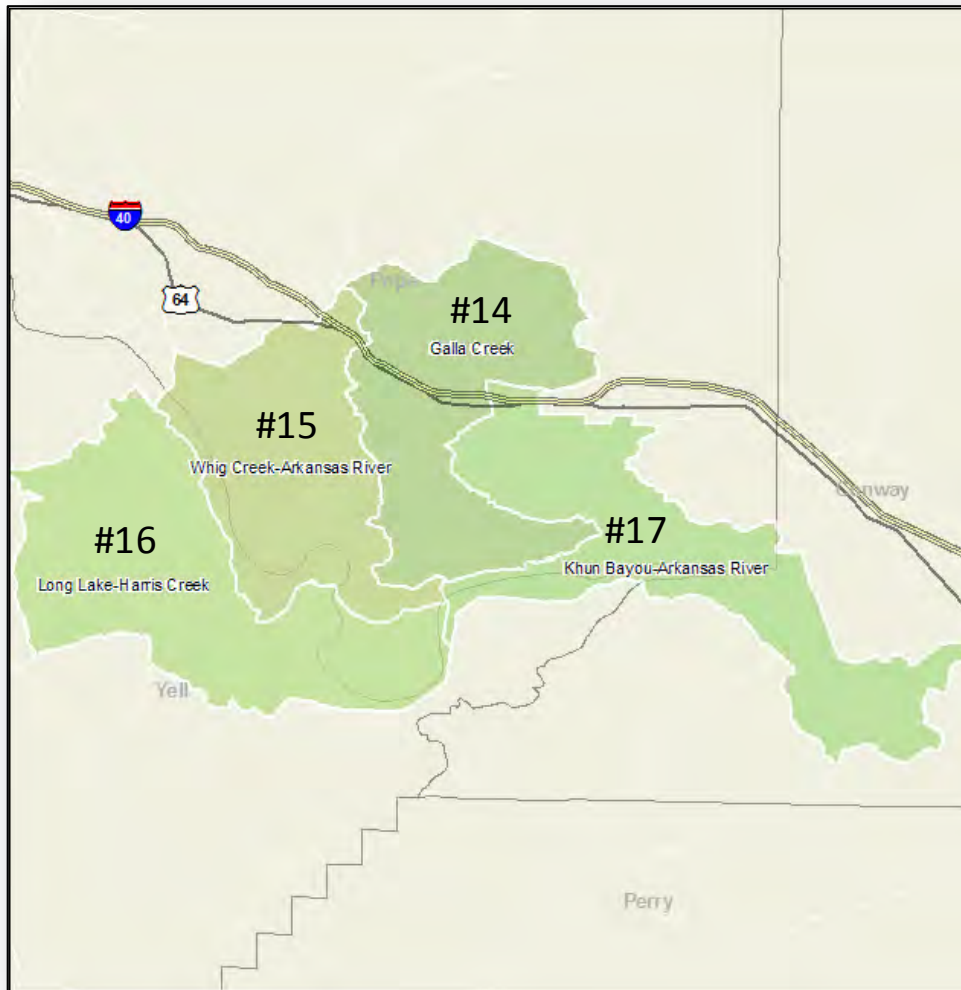 40
64
Pope
#14
Galla Creek
#15
Whig Creek-Arkansas River
Conway
#16
#17
Long Lake-Harris Creek
Khun Bayou-Arkansas River
Yell
Perry